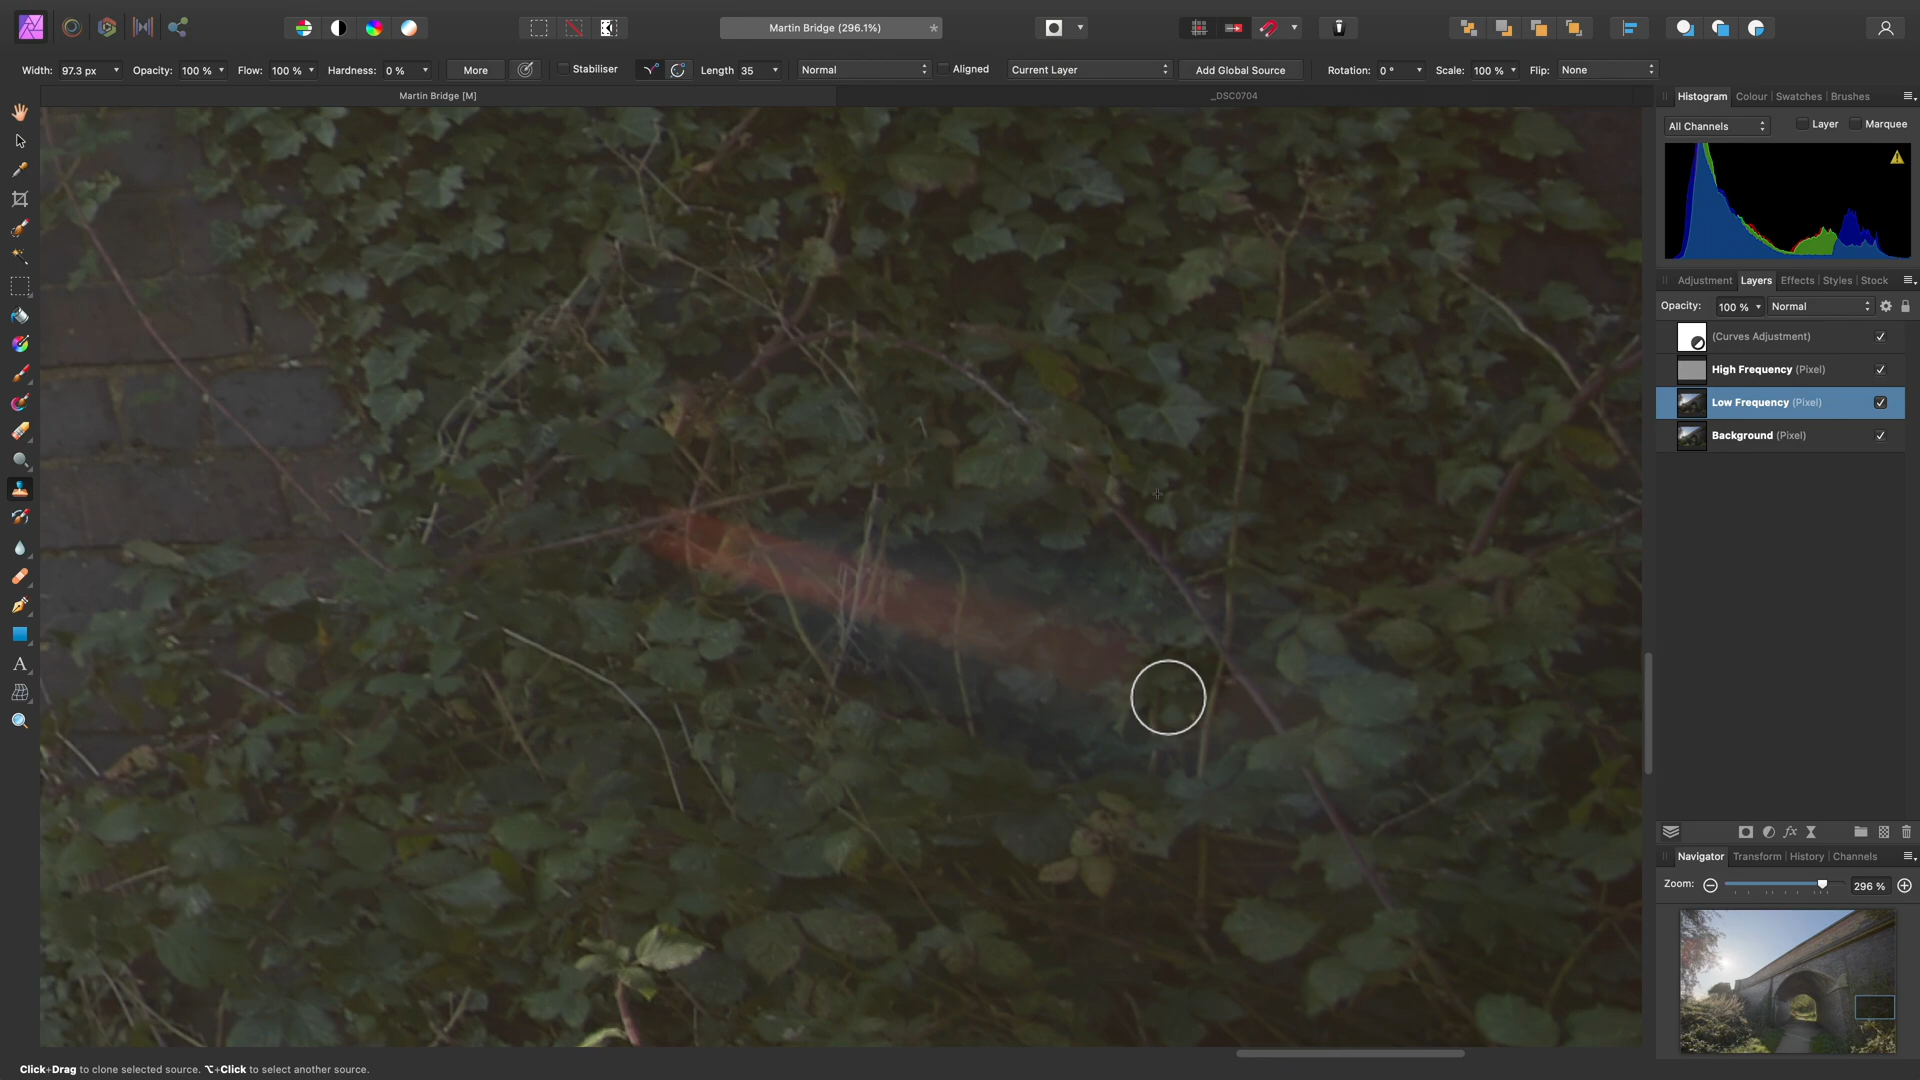 Martin Bridge (296.1%)
Width: 97.3 px Opacity: 100 % Flow: 100 % Hardness: 0 % More Stabiliser Length 35 Normal Aligned Current Layer Add Global Source Rotation: 0 ° Scale: 100 % Flip: None
Martin Bridge [M] _DSC0704
Histogram Colour Swatches Brushes
All Channels Layer Marquee
Adjustment Layers Effects Styles Stock
Opacity: 100 % Normal
(Curves Adjustment)
High Frequency (Pixel)
Low Frequency (Pixel)
Background (Pixel)
Navigator Transform History Channels
Zoom: 296 %
Click+Drag to clone selected source. ⌥+Click to select another source.